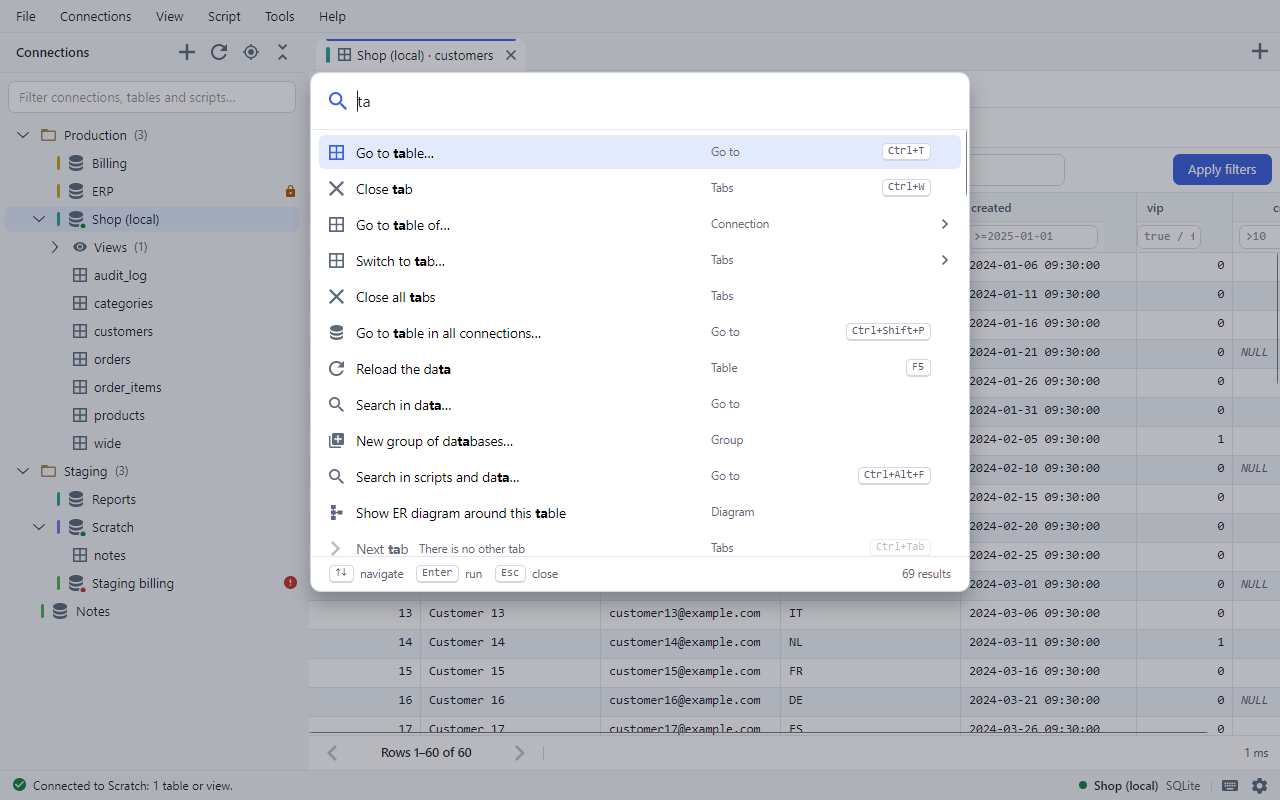 File Connections View Script Tools Help
Connections
Shop (local) · customers
Filter connections, tables and scripts...
Production (3)
Billing
ERP
Shop (local)
Views (1)
audit_log
categories
customers
orders
order_items
products
wide
Staging (3)
Reports
Scratch
notes
Staging billing
Notes
ta
Go to table... Go to Ctrl+T
Close tab Tabs Ctrl+W
Go to table of... Connection
Switch to tab... Tabs
Close all tabs Tabs
Go to table in all connections... Go to Ctrl+Shift+P
Reload the data Table F5
Search in data... Go to
New group of databases... Group
Search in scripts and data... Go to Ctrl+Alt+F
Show ER diagram around this table Diagram
Next tab There is no other tab Tabs Ctrl+Tab
↑↓ navigate Enter run Esc close 69 results
Apply filters
created vip
>=2025-01-01 true / >10
2024-01-06 09:30:00 0
2024-01-11 09:30:00 0
2024-01-16 09:30:00 0
2024-01-21 09:30:00 0 NULL
2024-01-26 09:30:00 0
2024-01-31 09:30:00 0
2024-02-05 09:30:00 1
2024-02-10 09:30:00 0 NULL
2024-02-15 09:30:00 0
2024-02-20 09:30:00 0
2024-02-25 09:30:00 0
2024-03-01 09:30:00 0 NULL
13 Customer 13 customer13@example.com IT 2024-03-06 09:30:00 0
14 Customer 14 customer14@example.com NL 2024-03-11 09:30:00 1
15 Customer 15 customer15@example.com FR 2024-03-16 09:30:00 0
16 Customer 16 customer16@example.com DE 2024-03-21 09:30:00 0 NULL
17 Customer 17 customer17@example.com ES 2024-03-26 09:30:00 0
Rows 1–60 of 60 1 ms
Connected to Scratch: 1 table or view. Shop (local) SQLite